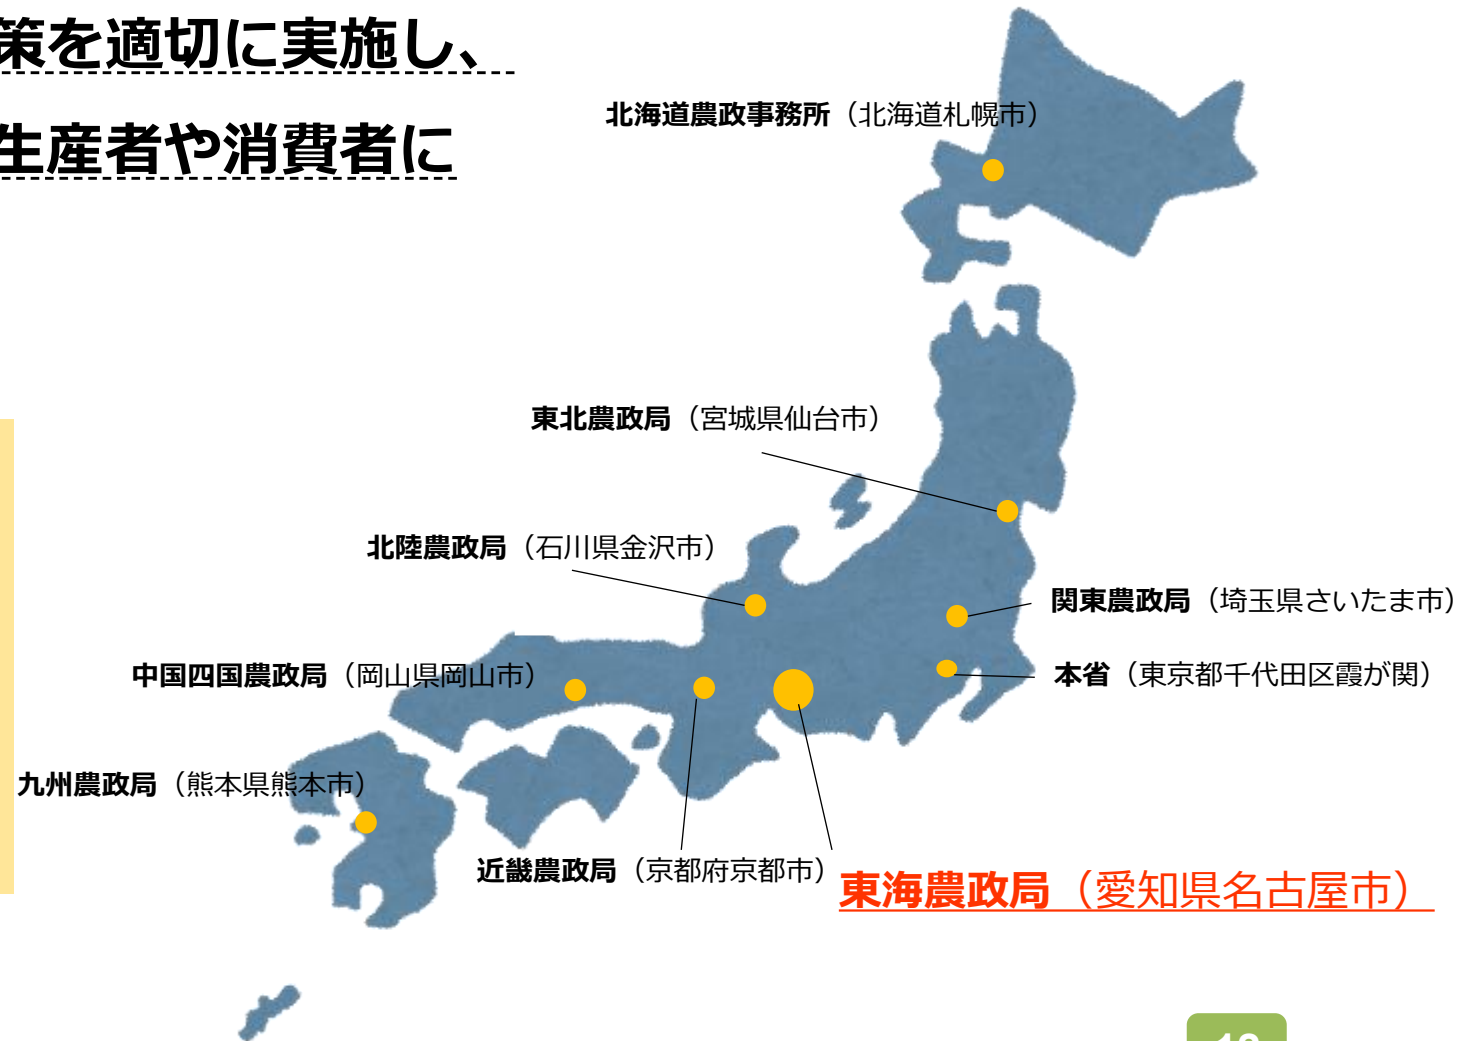 策を適切に実施し、
生産者や消費者に
北海道農政事務所（北海道札幌市）
東北農政局（宮城県仙台市）
北陸農政局（石川県金沢市）
関東農政局（埼玉県さいたま市）
中国四国農政局（岡山県岡山市）
本省（東京都千代田区霞が関）
九州農政局（熊本県熊本市）
近畿農政局（京都府京都市）
東海農政局（愛知県名古屋市）